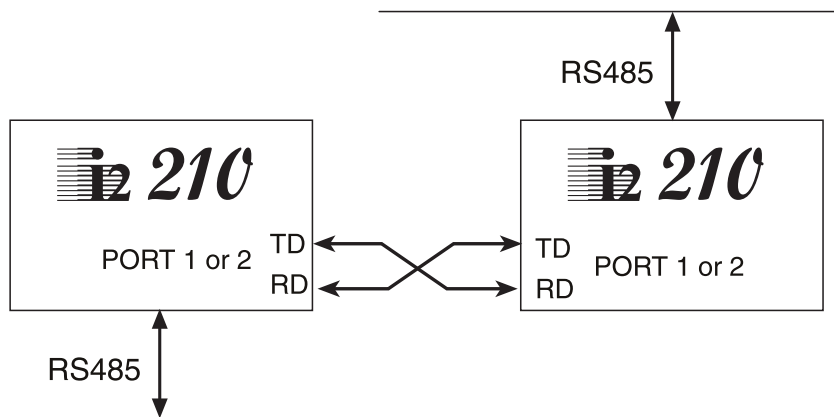 RS485
i2 210
TD
PORT 1 or 2
RD
RS485
i2 210
TD
PORT 1 or 2
RD